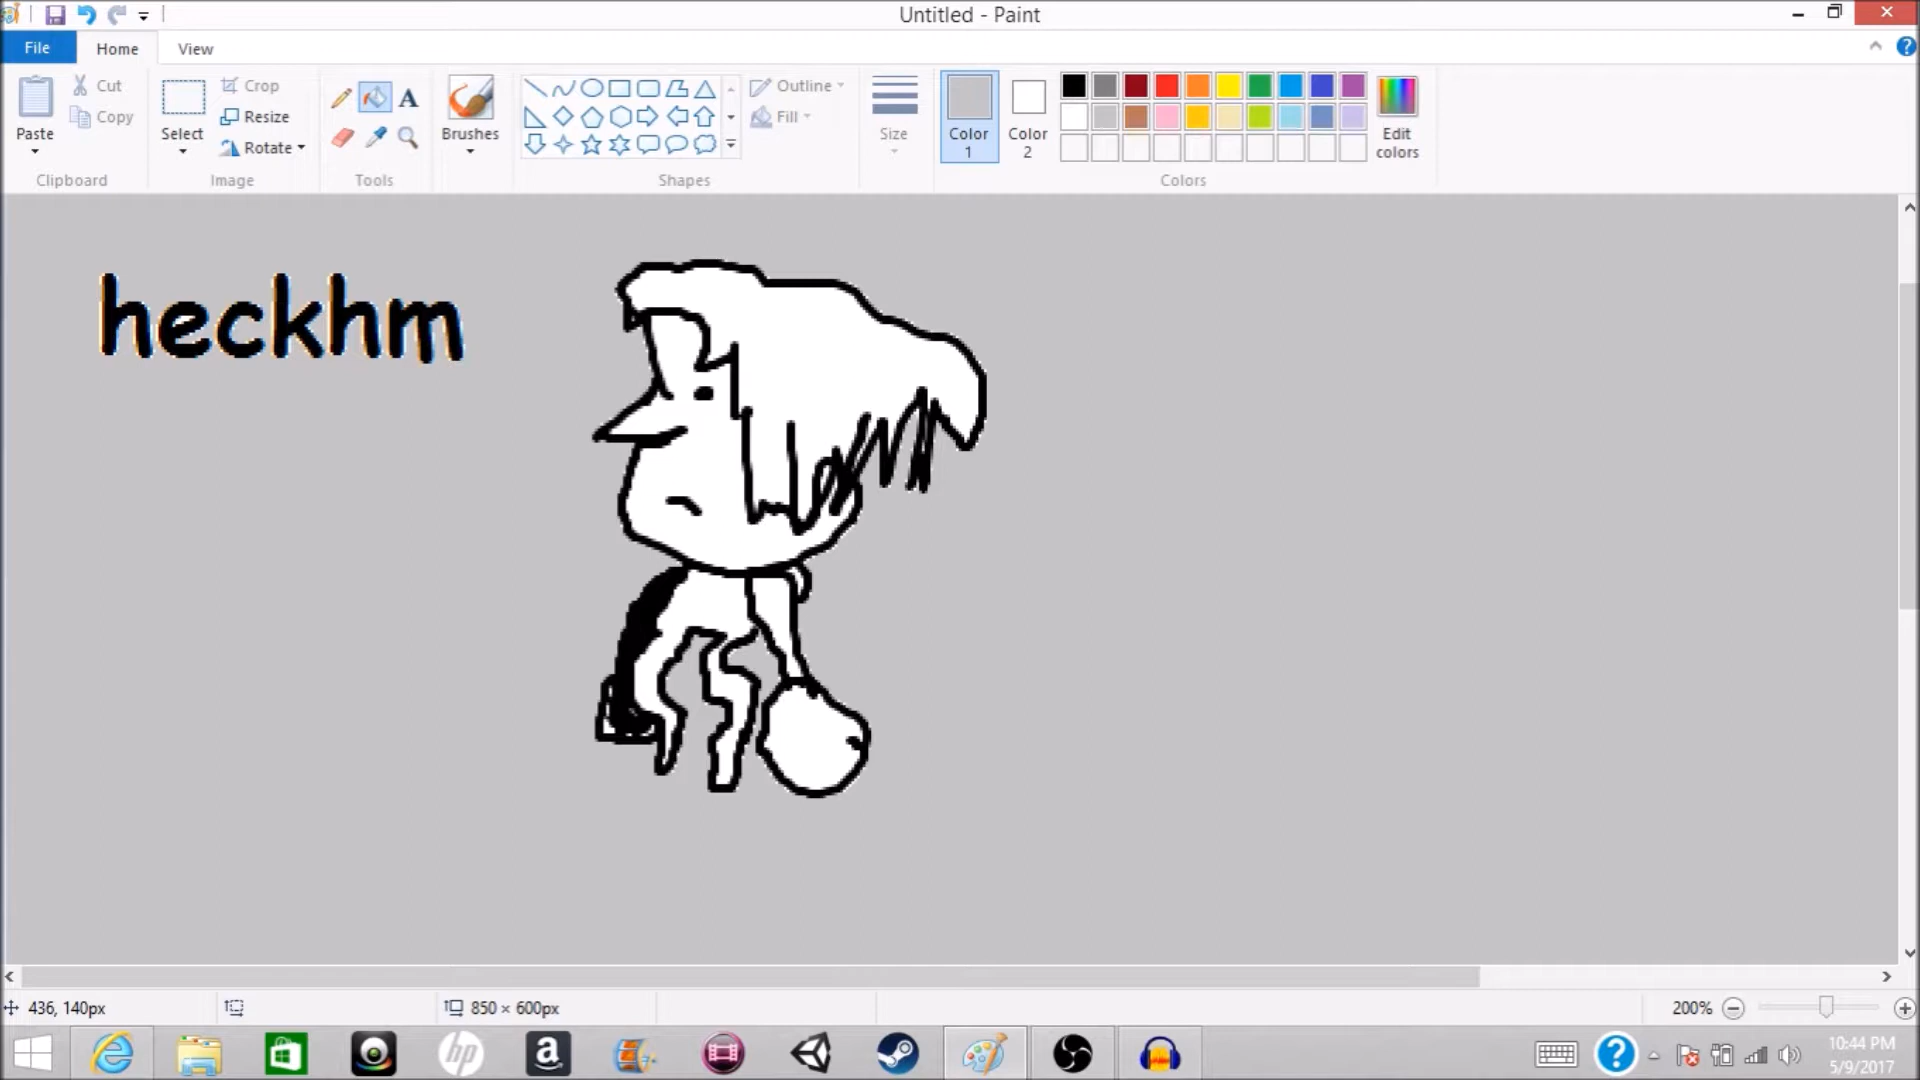 Untitled - Paint
File Home View
Paste
Cut
Copy
Clipboard
Select
Crop
Resize
Rotate
Image
A
Tools
Brushes
Shapes
Outline
Fill
Size
Color 1
Color 2
Colors
Edit colors
heckhm
436, 140px
850 × 600px
200%
hp
a
10:44 PM
5/9/2017